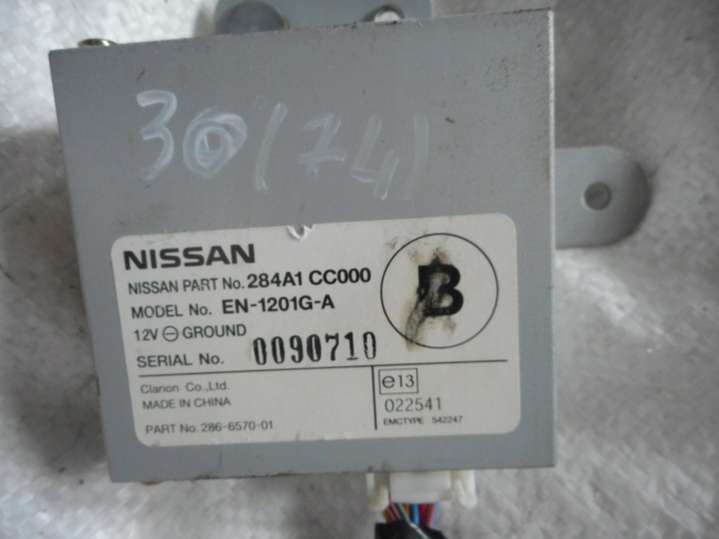 30(74)
NISSAN
NISSAN PART No. 284A1 CC000
MODEL No. EN-1201G-A
12V ⊖ GROUND
SERIAL No. 0090710
B
Clarion Co.,Ltd.
MADE IN CHINA
PART No. 286-6570-01
e13
022541
EMCTYPE 542247